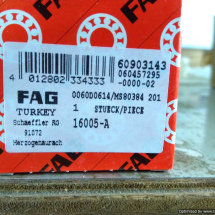 60903143
060457295
-0000-02
4 012802 334333
FAG
0060D0614/MS80384 201
TURKEY
1 STUECK/PIECE
Schaeffler KG
16005-A
91072
Herzogenaurach